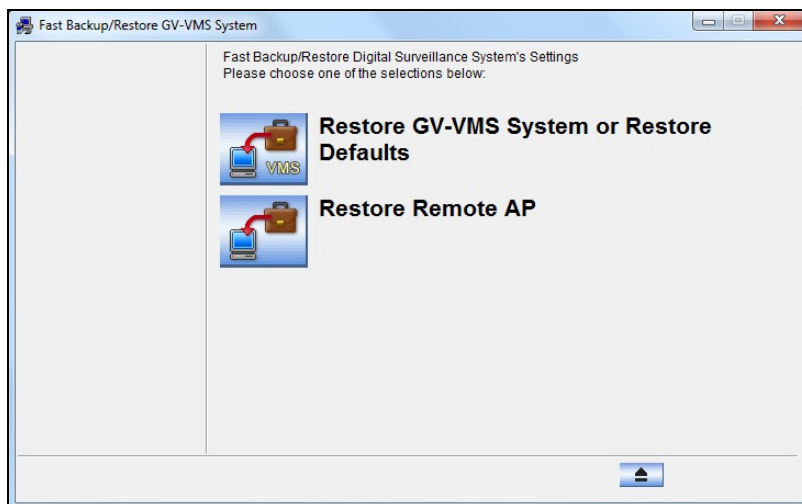 Fast Backup/Restore GV-VMS System
Fast Backup/Restore Digital Surveillance System's Settings
Please choose one of the selections below:
Restore GV-VMS System or Restore
Defaults
VMS
Restore Remote AP